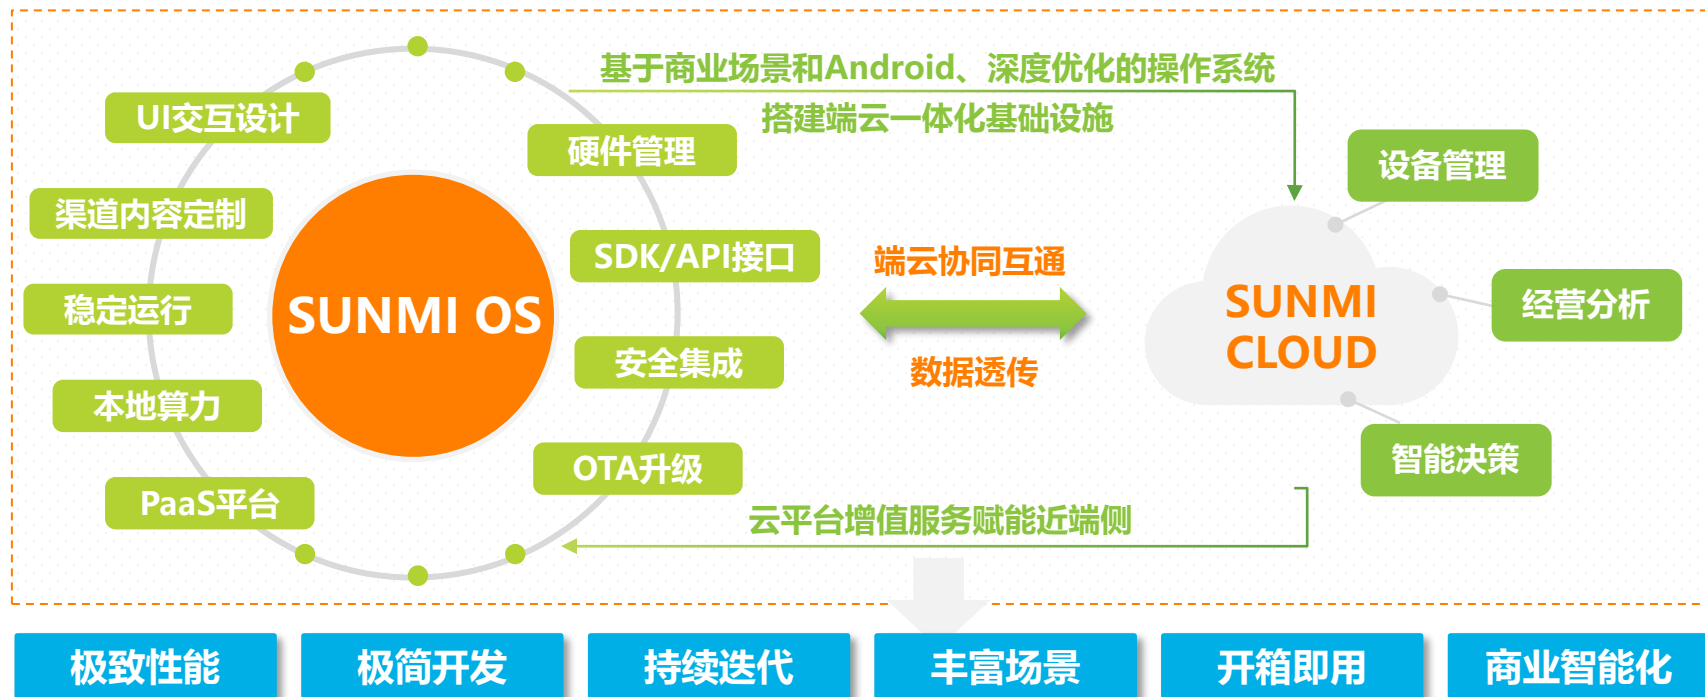 基于商业场景和Android、深度优化的操作系统
搭建端云一体化基础设施
UI交互设计
硬件管理
渠道内容定制
SDK/API接口
稳定运行
SUNMI OS
安全集成
本地算力
OTA升级
PaaS平台
端云协同互通
数据透传
SUNMI
CLOUD
设备管理
经营分析
智能决策
云平台增值服务赋能近端侧
极致性能
极简开发
持续迭代
丰富场景
开箱即用
商业智能化